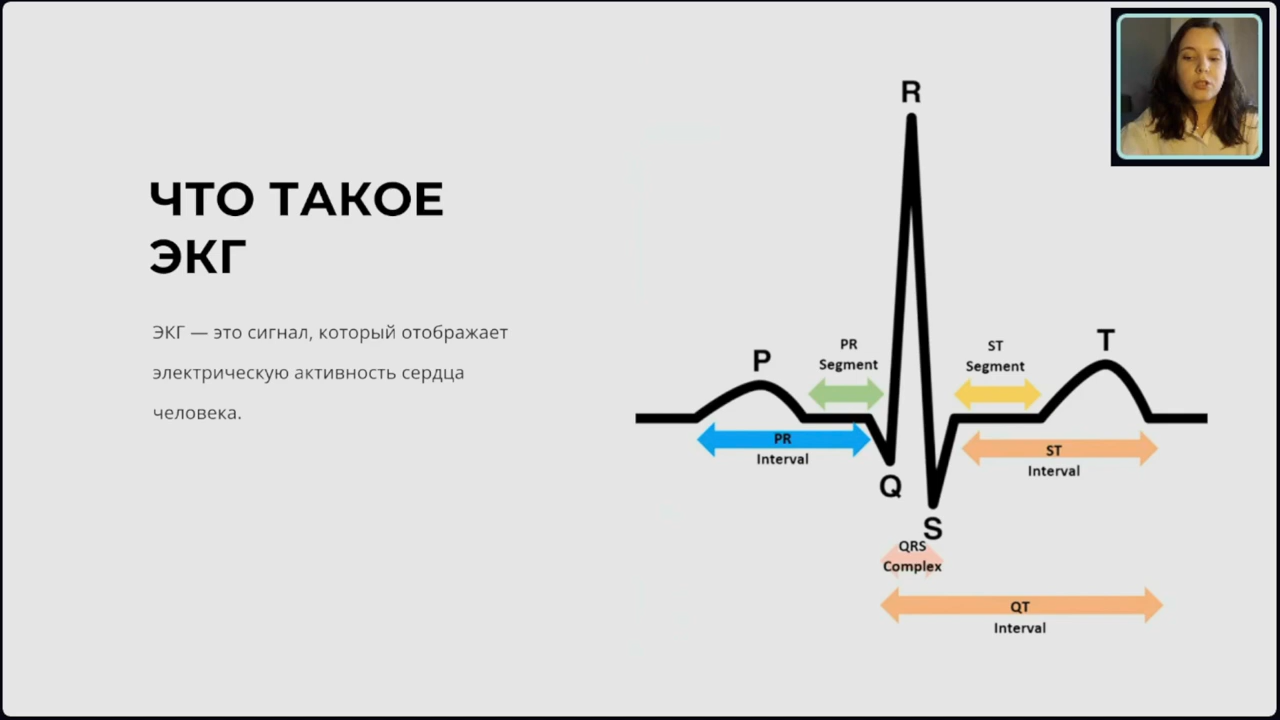 ЧТО ТАКОЕ
ЭКГ
ЭКГ — это сигнал, который отображает
электрическую активность сердца
человека.
R
P
PR
Segment
ST
Segment
T
PR
Interval
ST
Interval
Q
S
QRS
Complex
QT
Interval